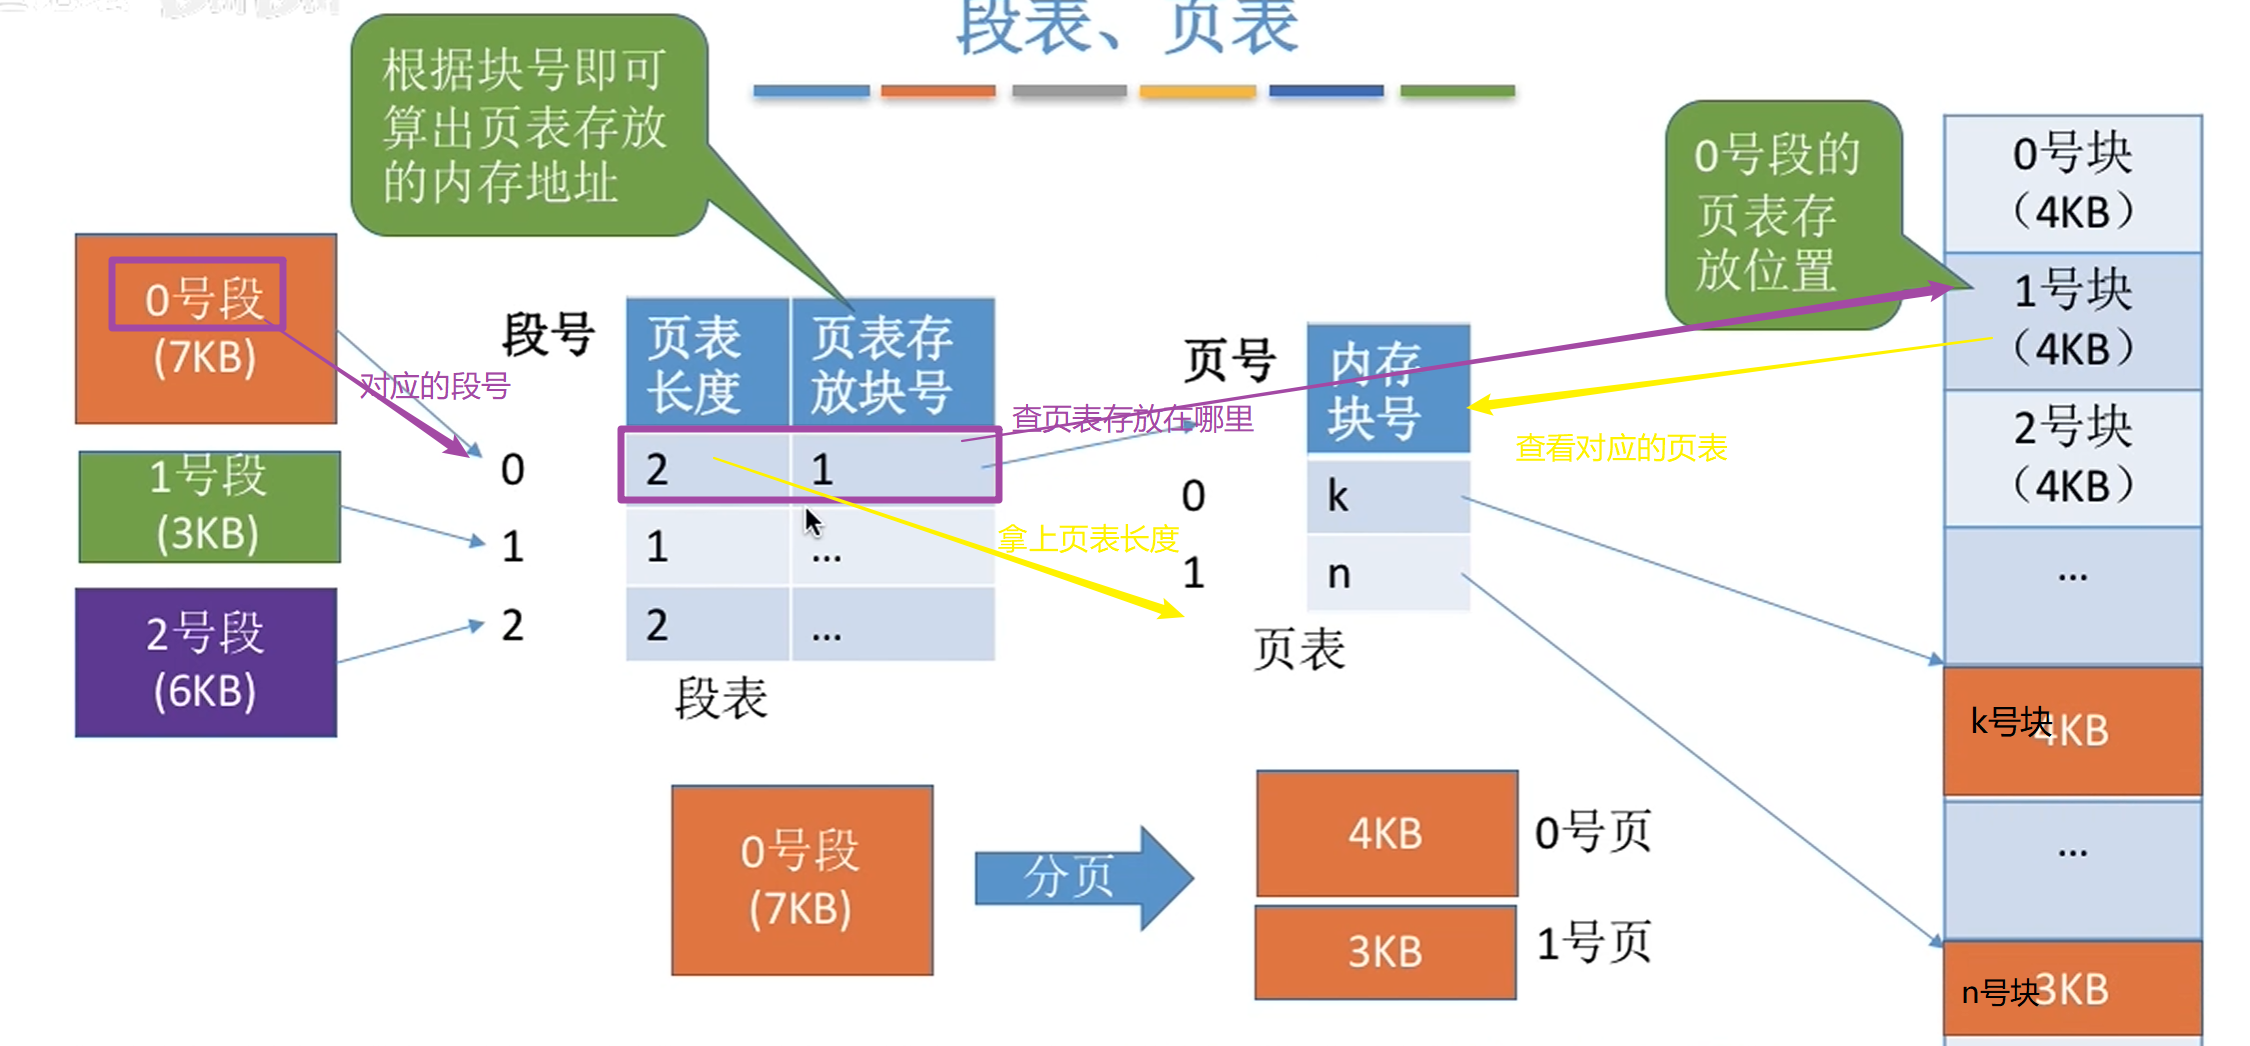 段表、页表
根据块号即可
算出页表存放
的内存地址
0号段的
页表存
放位置
0号块
（4KB）
1号块
（4KB）
2号块
（4KB）
...
k号块
4KB
...
n号块
3KB
0号段
(7KB)
1号段
(3KB)
2号段
(6KB)
对应的段号
段号
页表
长度
页表存
放块号
0
2
1
1
1
...
2
2
...
段表
查页表存放在哪里
拿上页表长度
页号
内存
块号
0
k
1
n
页表
查看对应的页表
0号段
(7KB)
分页
4KB
0号页
3KB
1号页